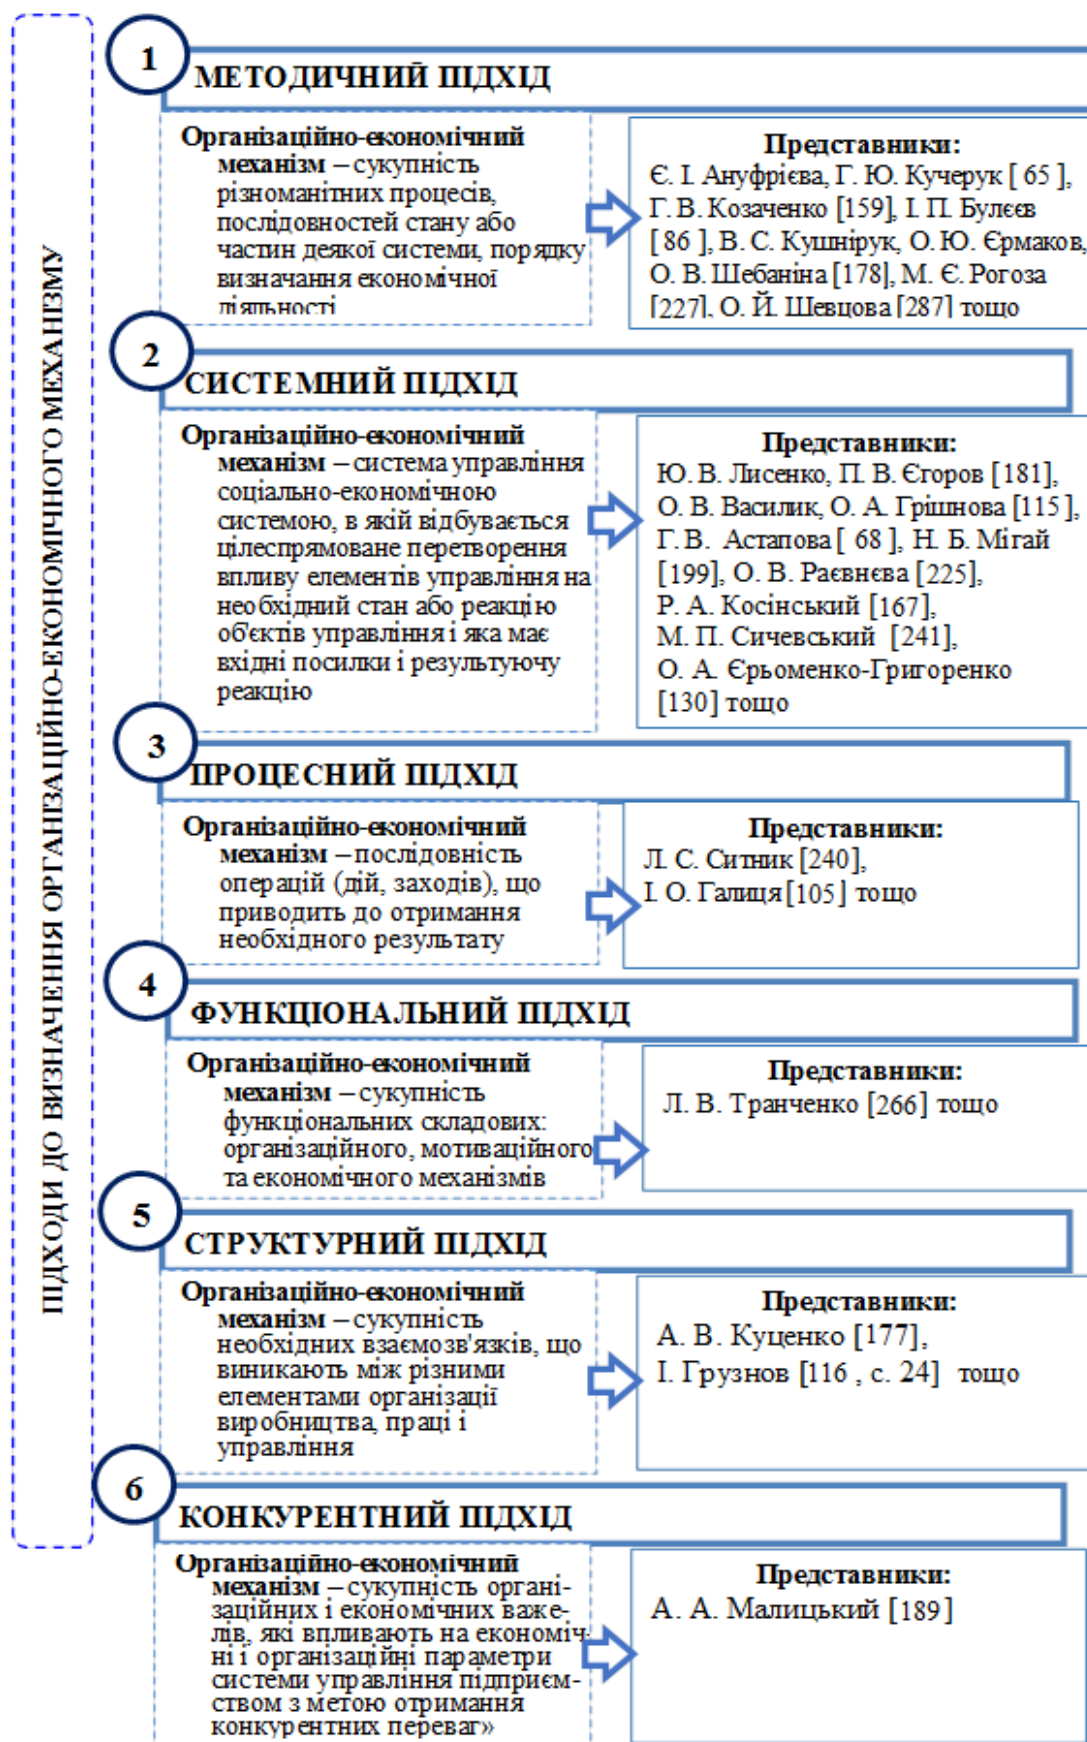 ПІДХОДИ ДО ВИЗНАЧЕННЯ ОРГАНІЗАЦІЙНО-ЕКОНОМІЧНОГО МЕХАНІЗМУ
1
МЕТОДИЧНИЙ ПІДХІД
Організаційно-економічний
механізм – сукупність
різноманітних процесів,
послідовностей стану або
частин деякої системи, порядку
визначання економічної
діяльності
Представники:
Є. І. Ануфрієва, Г. Ю. Кучерук [ 65 ],
Г. В. Козаченко [159], І. П. Булєєв
[ 86 ], В. С. Кушнірук, О. Ю. Єрмаков,
О. В. Шебаніна [178], М. Є. Рогоза
[227], О. Й. Шевцова [287] тощо
2
СИСТЕМНИЙ ПІДХІД
Організаційно-економічний
механізм – система управління
соціально-економічною
системою, в якій відбувається
цілеспрямоване перетворення
впливу елементів управління на
необхідний стан або реакцію
об'єктів управління і яка має
вхідні посилки і результуючу
реакцію
Представники:
Ю. В. Лисенко, П. В. Єгоров [181],
О. В. Василик, О. А. Грішнова [115],
Г. В. Астапова [ 68 ], Н. Б. Мігай
[199], О. В. Раєвнєва [225],
Р. А. Косінський [167],
М. П. Сичевський [241],
О. А. Єрьоменко-Григоренко
[130] тощо
3
ПРОЦЕСНИЙ ПІДХІД
Організаційно-економічний
механізм – послідовність
операцій (дій, заходів), що
приводить до отримання
необхідного результату
Представники:
Л. С. Ситник [240],
І. О. Галиця [105] тощо
4
ФУНКЦІОНАЛЬНИЙ ПІДХІД
Організаційно-економічний
механізм – сукупність
функціональних складових:
організаційного, мотиваційного
та економічного механізмів
Представники:
Л. В. Транченко [266] тощо
5
СТРУКТУРНИЙ ПІДХІД
Організаційно-економічний
механізм – сукупність
необхідних взаємозв'язків, що
виникають між різними
елементами організації
виробництва, праці і
управління
Представники:
А. В. Куценко [177],
І. Грузнов [116 , с. 24] тощо
6
КОНКУРЕНТНИЙ ПІДХІД
Організаційно-економічний
механізм – сукупність органі-
заційних і економічних важе-
лів, які впливають на економіч-
ні і організаційні параметри
системи управління підприєм-
ством з метою отримання
конкурентних переваг»
Представники:
А. А. Малицький [189]